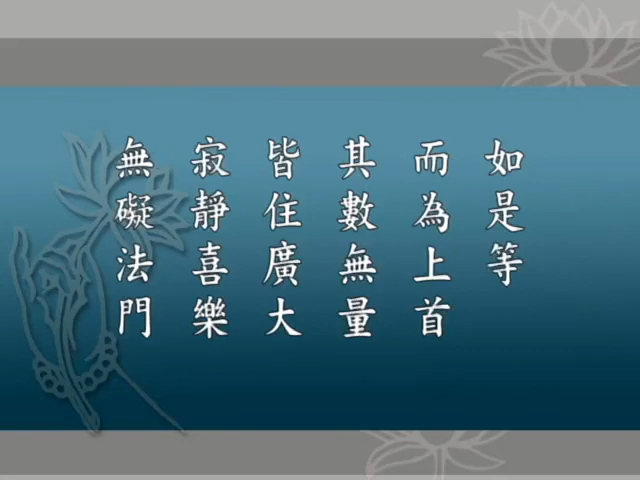 如是等
而為上首
其數無量
皆住廣大
寂靜喜樂
無礙法門